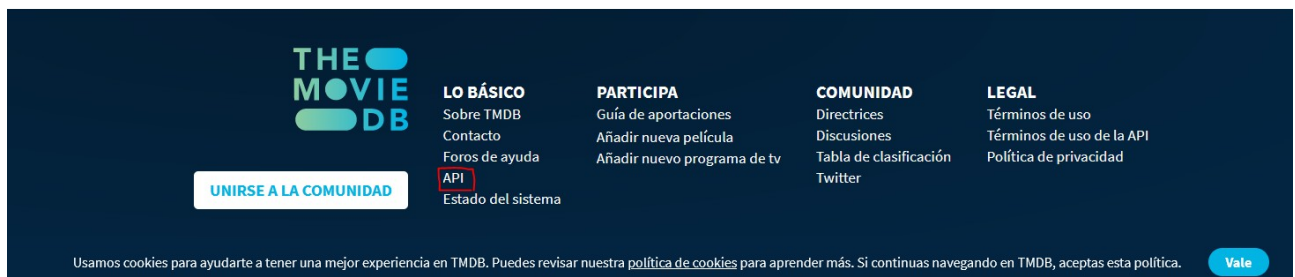 THE
MOVIE
DB
UNIRSE A LA COMUNIDAD
LO BÁSICO
Sobre TMDB
Contacto
Foros de ayuda
API
Estado del sistema
PARTICIPA
Guía de aportaciones
Añadir nueva película
Añadir nuevo programa de tv
COMUNIDAD
Directrices
Discusiones
Tabla de clasificación
Twitter
LEGAL
Términos de uso
Términos de uso de la API
Política de privacidad
Usamos cookies para ayudarte a tener una mejor experiencia en TMDB. Puedes revisar nuestra política de cookies para aprender más. Si continuas navegando en TMDB, aceptas esta política.
Vale